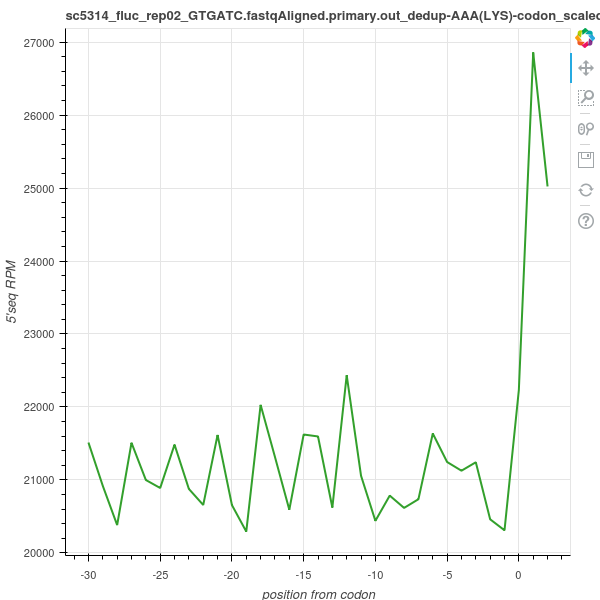 sc5314_fluc_rep02_GTGATC.fastqAligned.primary.out_dedup-AAA(LYS)-codon_scaled
27000
26000
25000
24000
23000
22000
21000
20000
5'seq RPM
-30 -25 -20 -15 -10 -5 0
position from codon